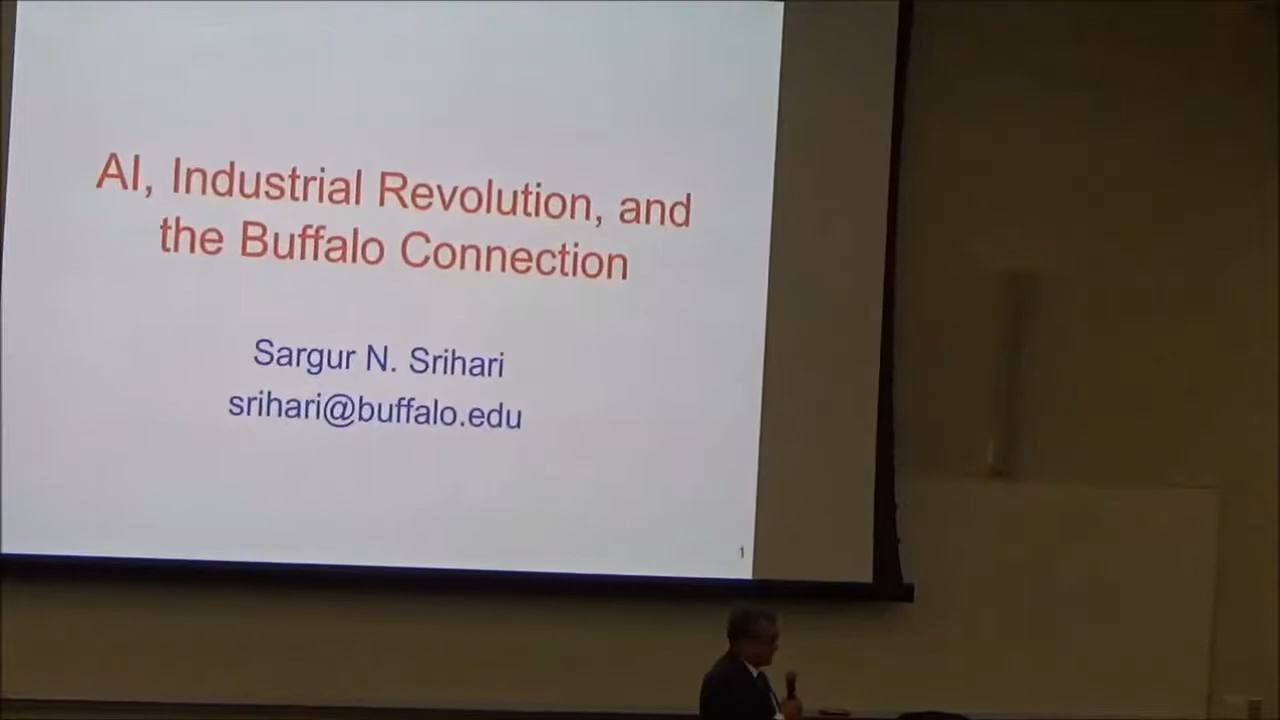 AI, Industrial Revolution, and
the Buffalo Connection
Sargur N. Srihari
srihari@buffalo.edu
1